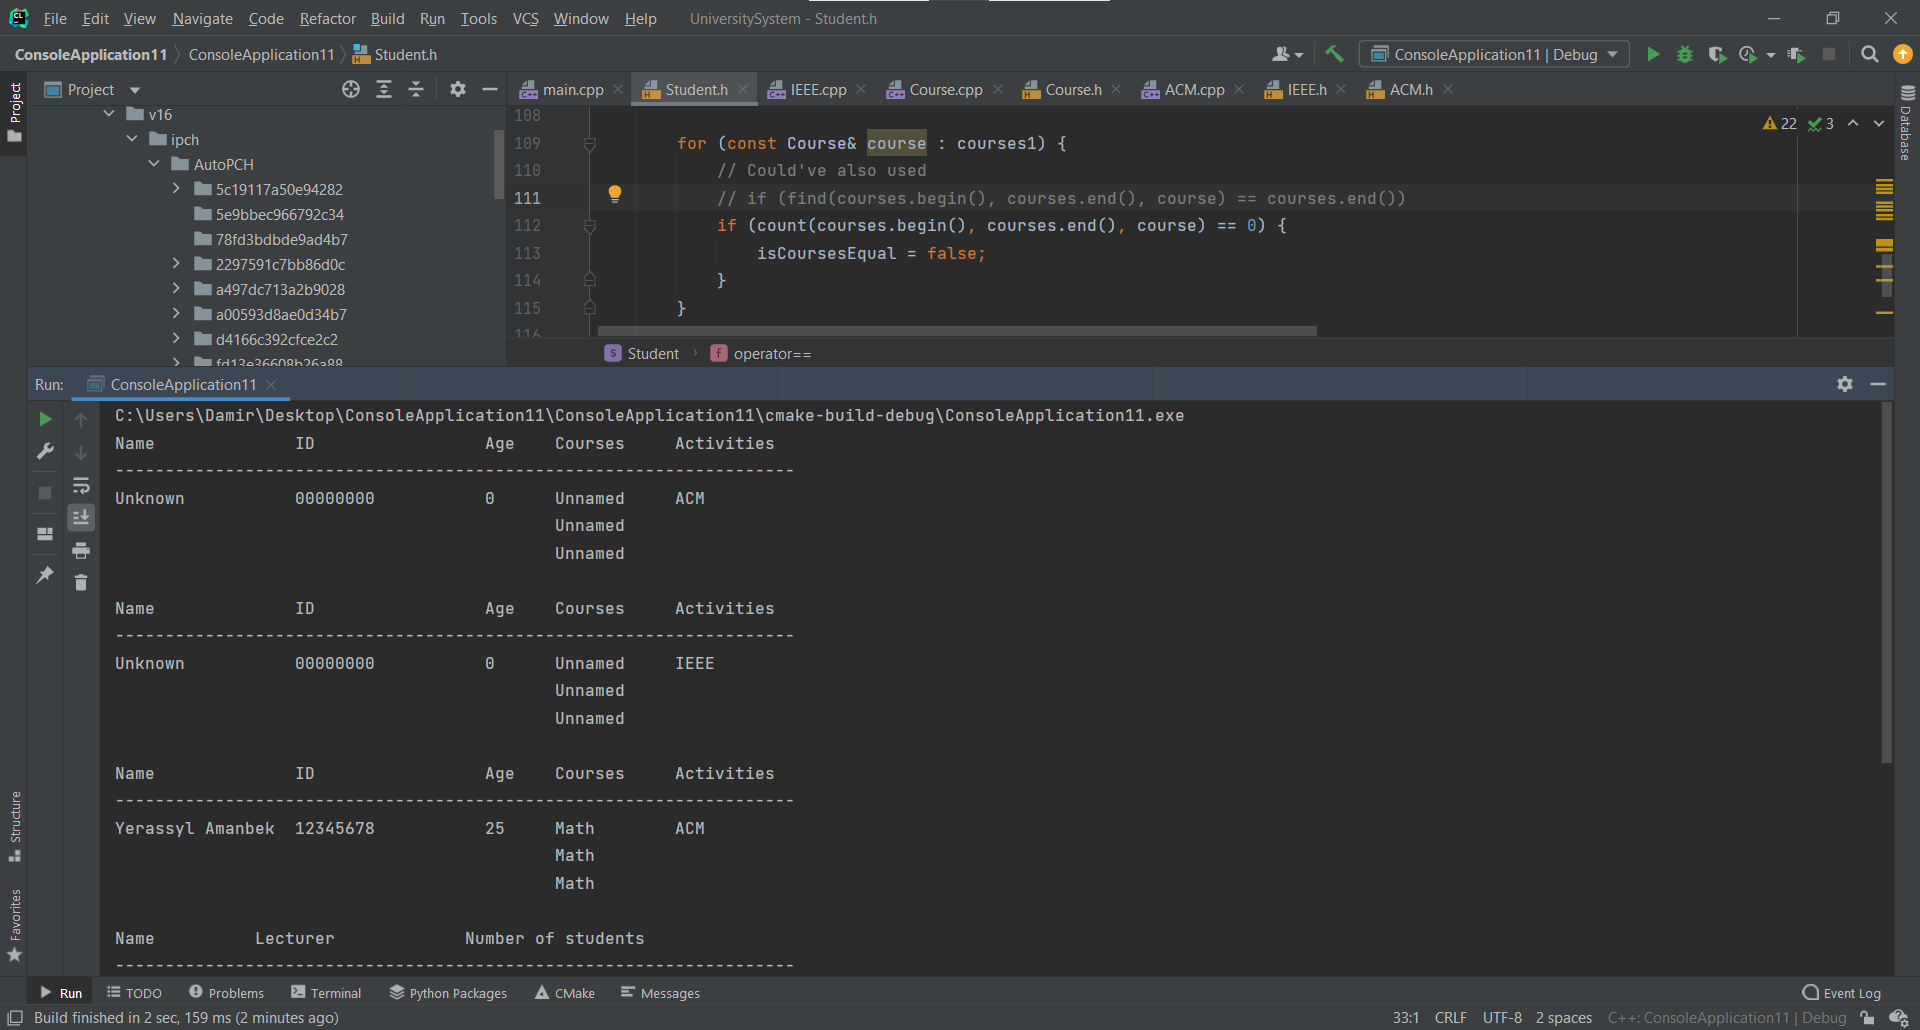 File Edit View Navigate Code Refactor Build Run Tools VCS Window Help UniversitySystem - Student.h
ConsoleApplication11 ConsoleApplication11 Student.h ConsoleApplication11 | Debug
Project main.cpp Student.h IEEE.cpp Course.cpp Course.h ACM.cpp IEEE.h ACM.h
Project
Database
v16
ipch
AutoPCH
5c19117a50e94282
5e9bbec966792c34
78fd3bdbde9ad4b7
2297591c7bb86d0c
a497dc713a2b9028
a00593d8ae0d34b7
d4166c392cfce2c2
fd13e36608b26a88
22 3
108
109 for (const Course& course : courses1) {
110 // Could've also used
111 // if (find(courses.begin(), courses.end(), course) == courses.end())
112 if (count(courses.begin(), courses.end(), course) == 0) {
113 isCoursesEqual = false;
114 }
115 }
116
Student operator==
Run: ConsoleApplication11
C:\Users\Damir\Desktop\ConsoleApplication11\ConsoleApplication11\cmake-build-debug\ConsoleApplication11.exe
Name ID Age Courses Activities
--------------------------------------------------------------------
Unknown 00000000 0 Unnamed ACM
Unnamed
Unnamed
Name ID Age Courses Activities
--------------------------------------------------------------------
Unknown 00000000 0 Unnamed IEEE
Unnamed
Unnamed
Name ID Age Courses Activities
--------------------------------------------------------------------
Yerassyl Amanbek 12345678 25 Math ACM
Math
Math
Name Lecturer Number of students
--------------------------------------------------------------------
Structure
Favorites
Run TODO Problems Terminal Python Packages CMake Messages Event Log
Build finished in 2 sec, 159 ms (2 minutes ago) 33:1 CRLF UTF-8 2 spaces C++: ConsoleApplication11 | Debug